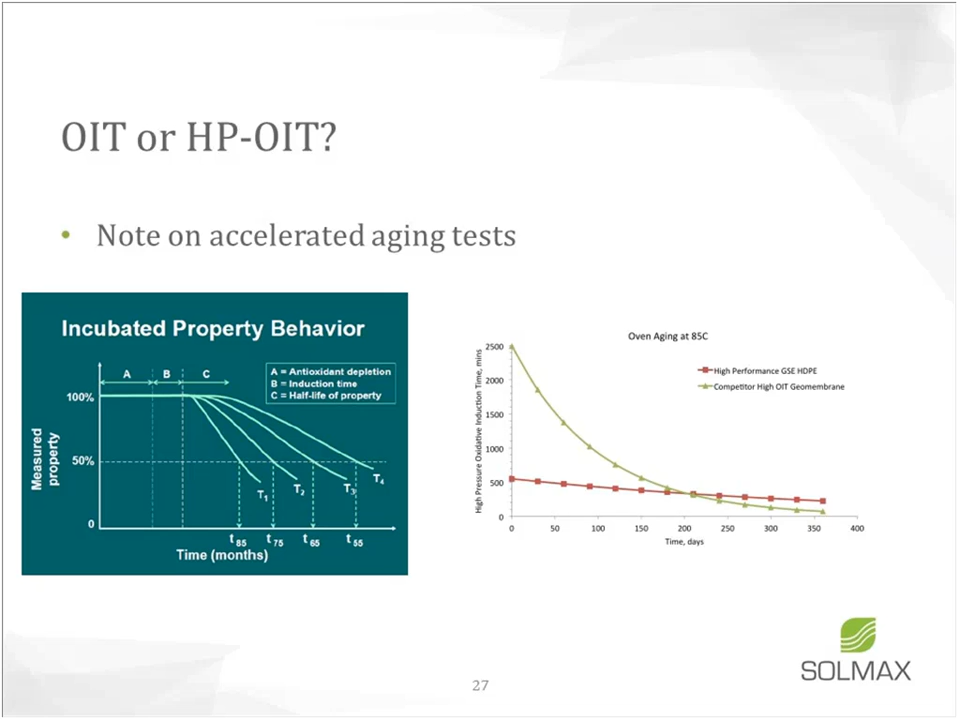 OIT or HP-OIT?
• Note on accelerated aging tests
Incubated Property Behavior
A
B
C
A = Antioxidant depletion
B = Induction time
C = Half-life of property
100%
50%
0
Measured
property
T1
T2
T3
T4
t85
t75
t65
t55
Time (months)
Oven Aging at 85C
High Pressure Oxidative Induction Time, mins
2500
2000
1500
1000
500
0
High Performance GSE HDPE
Competitor High OIT Geomembrane
0 50 100 150 200 250 300 350 400
Time, days
SOLMAX
27